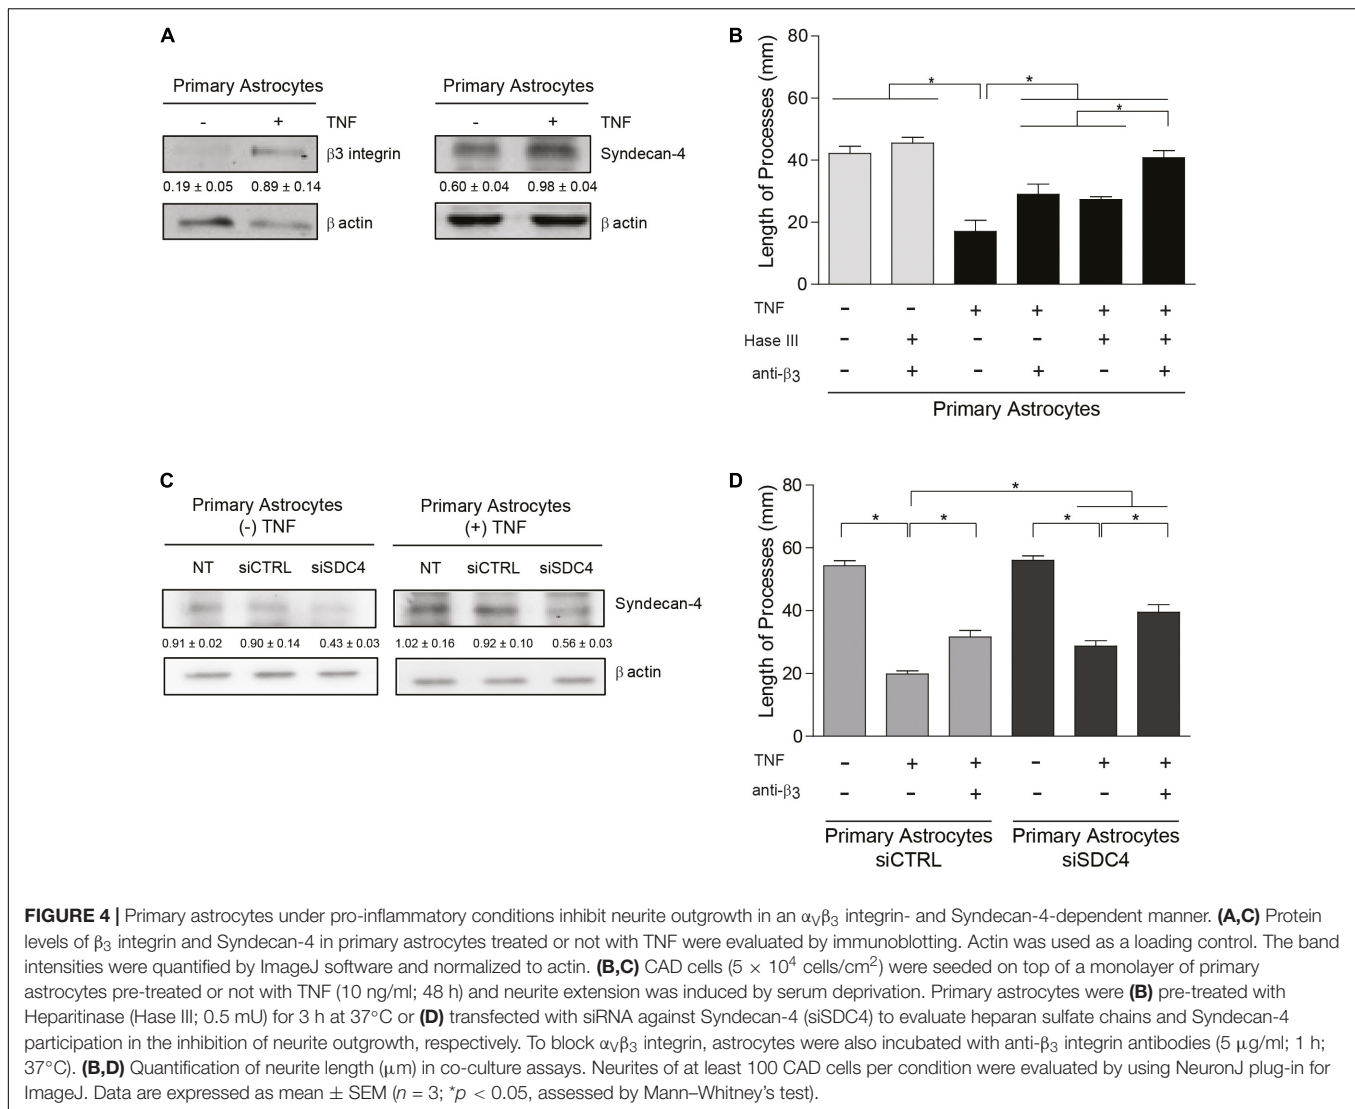 A
Primary Astrocytes
- + TNF
β3 integrin
0.19 ± 0.05 0.89 ± 0.14
β actin
Primary Astrocytes
- + TNF
Syndecan-4
0.60 ± 0.04 0.98 ± 0.04
β actin
B
Length of Processes (mm)
80
60
40
20
0
* * *
TNF - - + + + +
Hase III - + - - + +
anti-β3 - + - + - +
Primary Astrocytes
C
Primary Astrocytes
(-) TNF
NT siCTRL siSDC4
0.91 ± 0.02 0.90 ± 0.14 0.43 ± 0.03
Primary Astrocytes
(+) TNF
NT siCTRL siSDC4
Syndecan-4
1.02 ± 0.16 0.92 ± 0.10 0.56 ± 0.03
β actin
D
Length of Processes (mm)
80
60
40
20
0
*
* * * *
TNF - + + - + +
anti-β3 - - + - - +
Primary Astrocytes Primary Astrocytes
siCTRL siSDC4
FIGURE 4 | Primary astrocytes under pro-inflammatory conditions inhibit neurite outgrowth in an αVβ3 integrin- and Syndecan-4-dependent manner. (A,C) Protein
levels of β3 integrin and Syndecan-4 in primary astrocytes treated or not with TNF were evaluated by immunoblotting. Actin was used as a loading control. The band
intensities were quantified by ImageJ software and normalized to actin. (B,C) CAD cells (5 × 10⁴ cells/cm²) were seeded on top of a monolayer of primary
astrocytes pre-treated or not with TNF (10 ng/ml; 48 h) and neurite extension was induced by serum deprivation. Primary astrocytes were (B) pre-treated with
Heparitinase (Hase III; 0.5 mU) for 3 h at 37°C or (D) transfected with siRNA against Syndecan-4 (siSDC4) to evaluate heparan sulfate chains and Syndecan-4
participation in the inhibition of neurite outgrowth, respectively. To block αVβ3 integrin, astrocytes were also incubated with anti-β3 integrin antibodies (5 μg/ml; 1 h;
37°C). (B,D) Quantification of neurite length (μm) in co-culture assays. Neurites of at least 100 CAD cells per condition were evaluated by using NeuronJ plug-in for
ImageJ. Data are expressed as mean ± SEM (n = 3; *p < 0.05, assessed by Mann–Whitney's test).